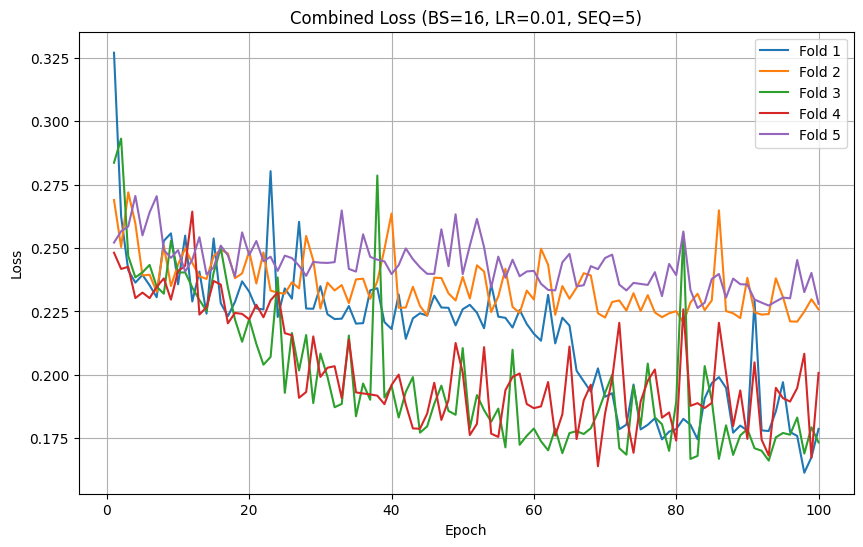 Combined Loss (BS=16, LR=0.01, SEQ=5)
Loss
0.325
0.300
0.275
0.250
0.225
0.200
0.175
Fold 1
Fold 2
Fold 3
Fold 4
Fold 5
0 20 40 60 80 100
Epoch